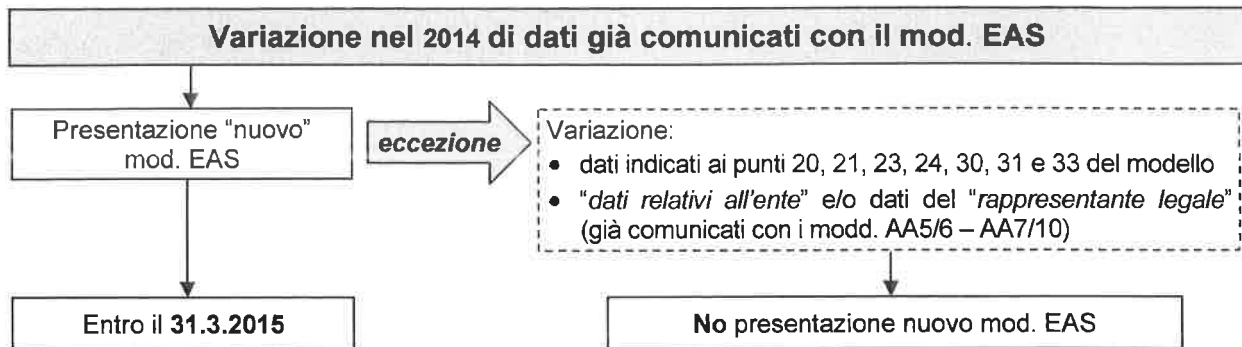 Variazione nel 2014 di dati già comunicati con il mod. EAS
Presentazione “nuovo”
mod. EAS
eccezione
Variazione:
• dati indicati ai punti 20, 21, 23, 24, 30, 31 e 33 del modello
• “dati relativi all'ente” e/o dati del “rappresentante legale”
(già comunicati con i modd. AA5/6 – AA7/10)
Entro il 31.3.2015
No presentazione nuovo mod. EAS